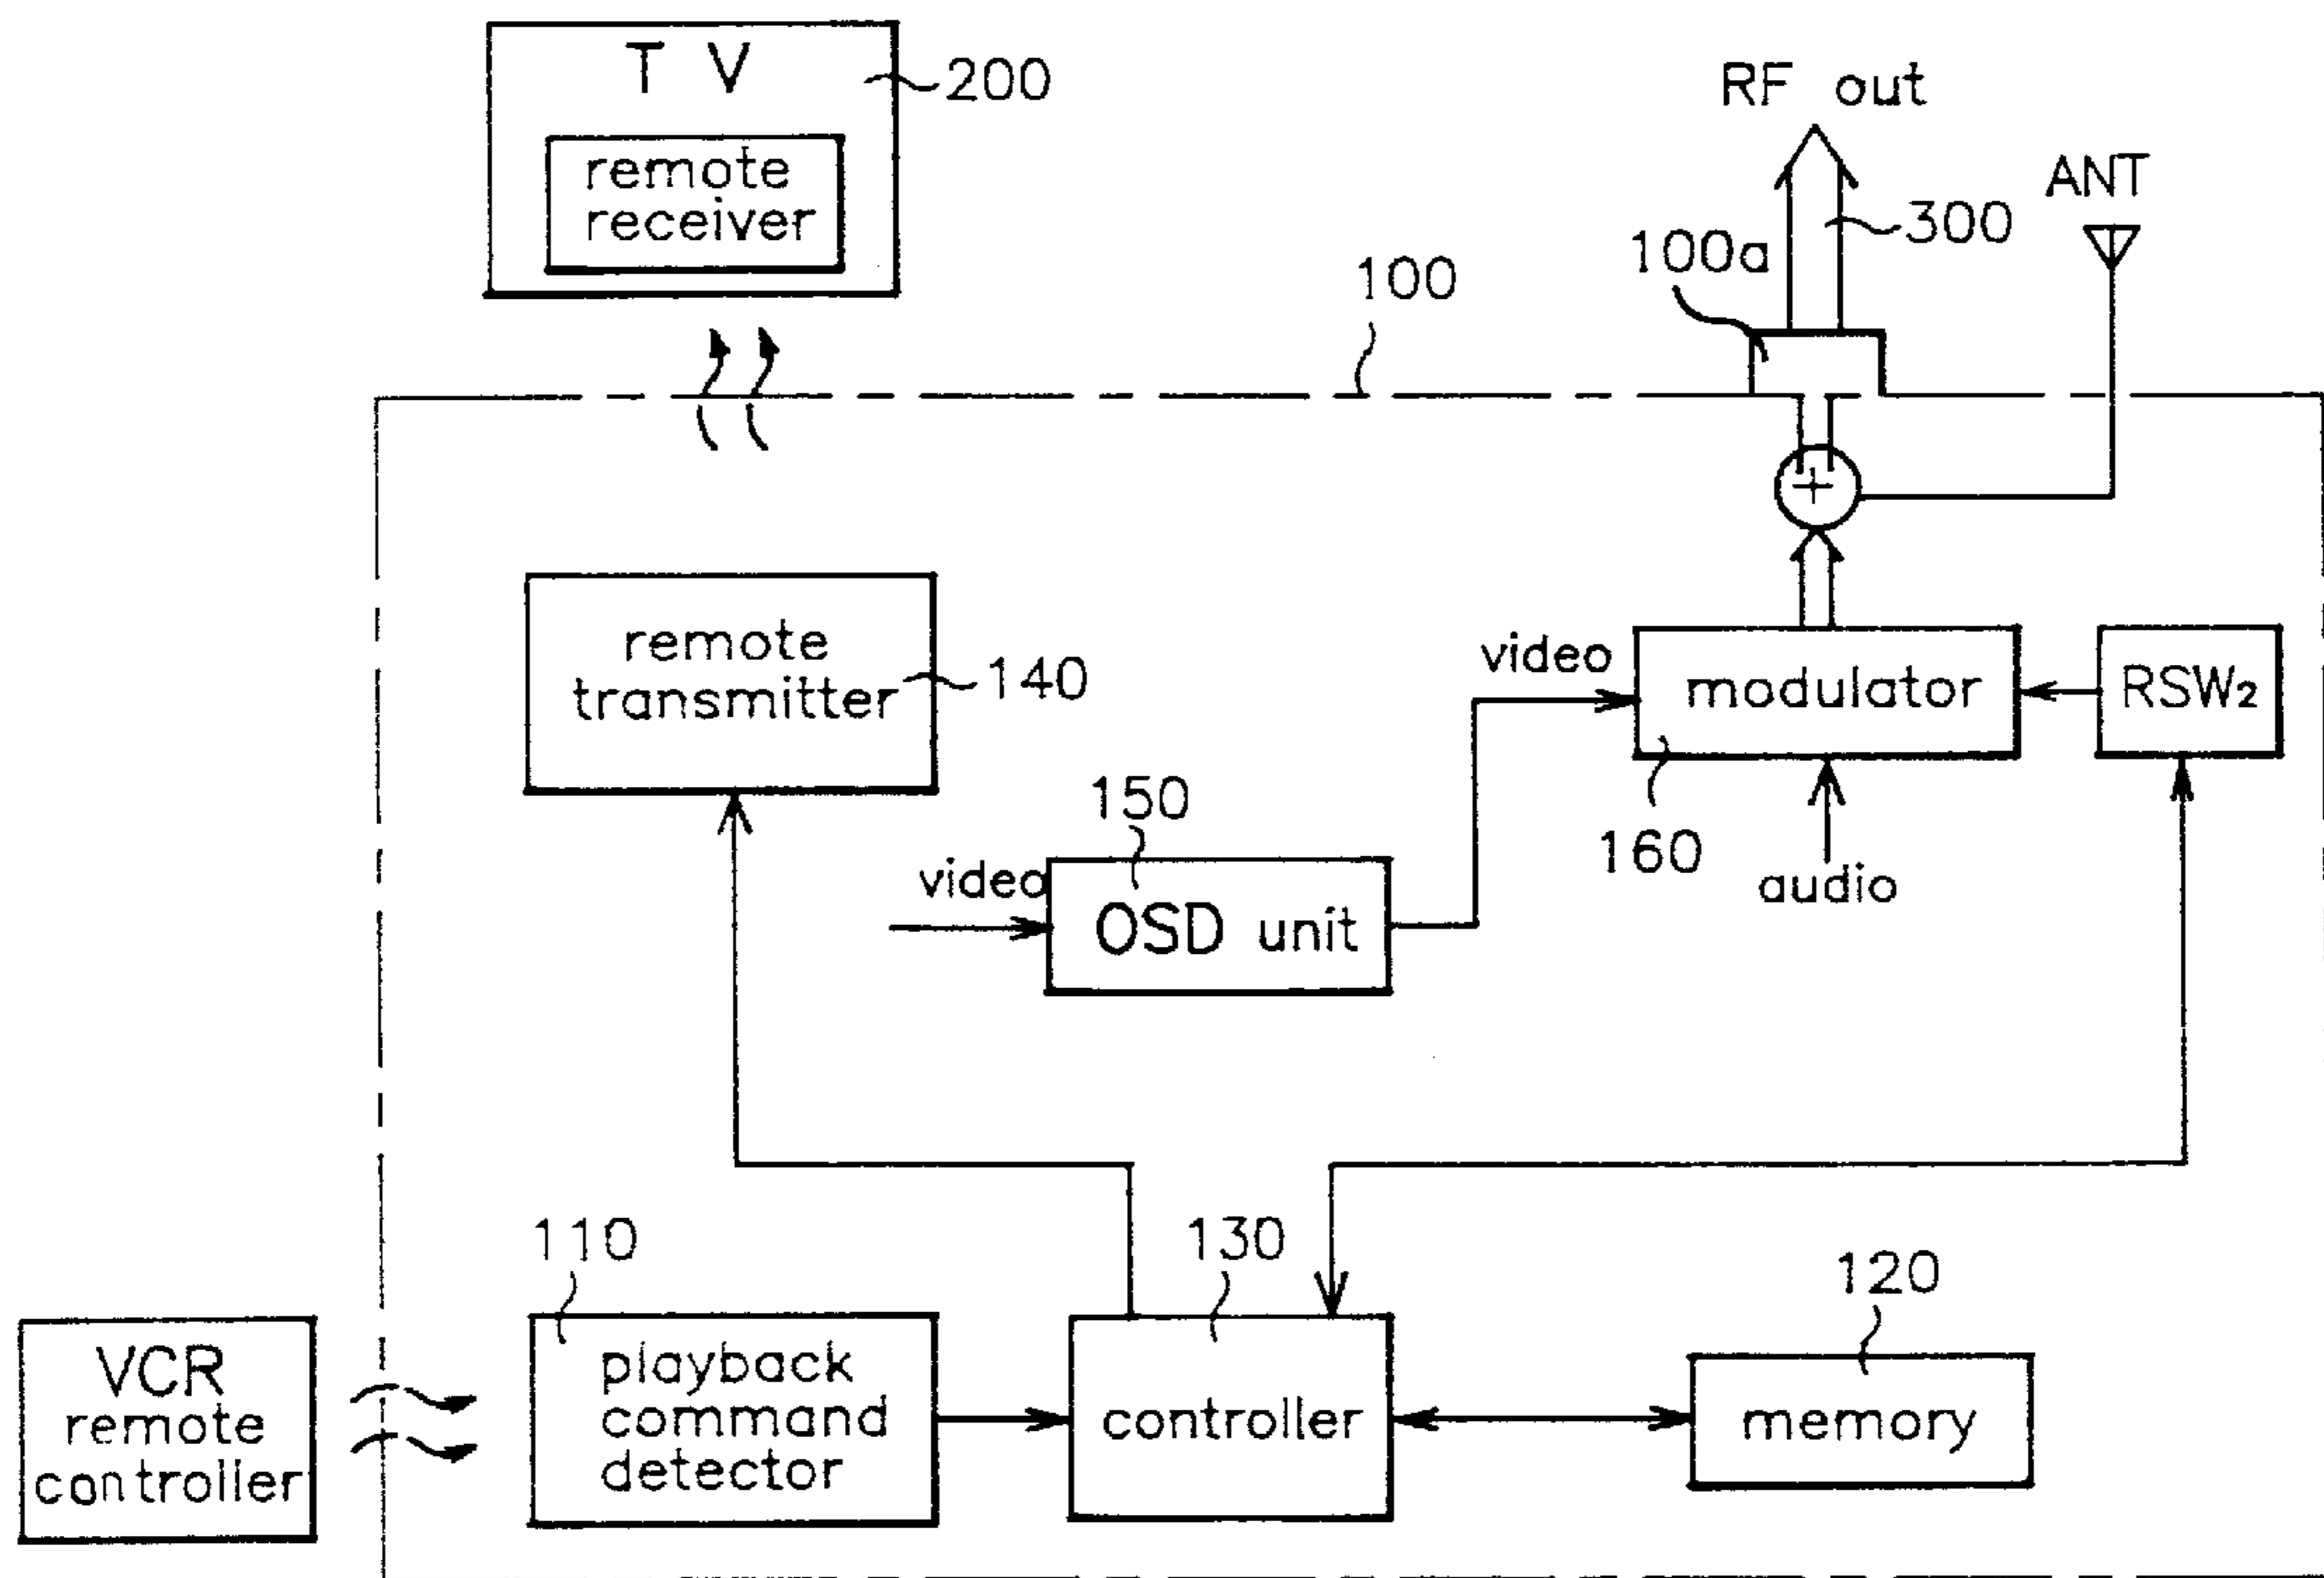 T V
200
remote
receiver
RF out
ANT
300
100a
100
remote
transmitter
140
video
modulator
RSW2
160
audio
150
video
OSD unit
110
130
120
VCR
remote
controller
playback
command
detector
controller
memory